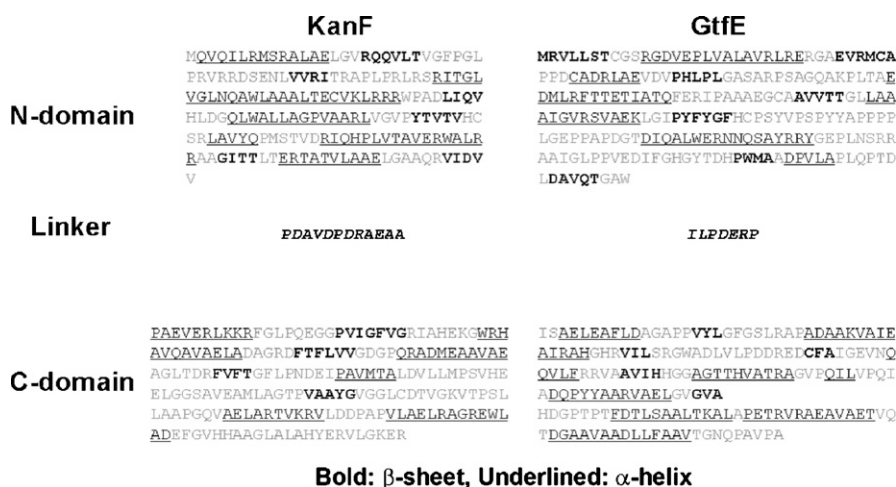 KanF GtfE
N-domain
MQVQILRMSRALAELGVRQQVLTVGFPGL
PRVRRDSENLVVRITRAPLPRLRSRITGL
VGLNQAWLAAALTECVKLRRRWPADLIQV
HLDGQLWALLAGPVAARLVGVPYTVTVHC
SRLAVYQPMSTVDRIQHPLVTAVERWALR
RAAGITTLTERTATVLAAELGAAQRVIDV
V
MRVLLSTCGSRGDVEPLVALAVRLRERGAEVRMCA
PPDCADRLAEVDVPHLPLGASARPSAGQAKPLTAE
DMLRFTTETIATQFERIPAAAEGCAAVVTTGLLAA
AIGVRSVAEKLGIPYFYGFHCPSYVPSPYYAPPPP
LGEPPAPDGTDIQALWERNNQSAYRRYGEPLNSRR
AAIGLPPVEDIFGHGYTDHPWMAADPVLAPLQPTD
LDAVQTGAW
Linker
PDAVDPDRAEAA ILPDERP
C-domain
PAEVERLKKRFGLPQEGGPVIGFVGRIAHEKGWRH
AVQAVAELADAGRDFTFLVVGDGPQRADMEAAVAE
AGLTDRFVFTGFLPNDEIPAVMTALDVLLMPSVHE
ELGGSAVEAMLAGTPVAAYGVGGLCDTVGKVTPSL
LAAPGQVAELARTVKRVLDDPAPVLAELRAGREWL
ADEFGVHHAAGLALAHYERVLGKER
ISAELEAFLDAGAPPVYLGFGSLRAPADAAKVAIE
AIRAHGHRVILSRGWADLVLPDDREDCFAIGEVNQ
QVLFRRVAAVIHHGGAGTTHVATRAGVPQILVPQI
ADQPYYAARVAELGVGVA
HDGPTPTFDTLSAALTKALAPETRVRAEAVAETVQ
TDGAAVAADLLFAAVTGNQPAVPA
Bold: β-sheet, Underlined: α-helix